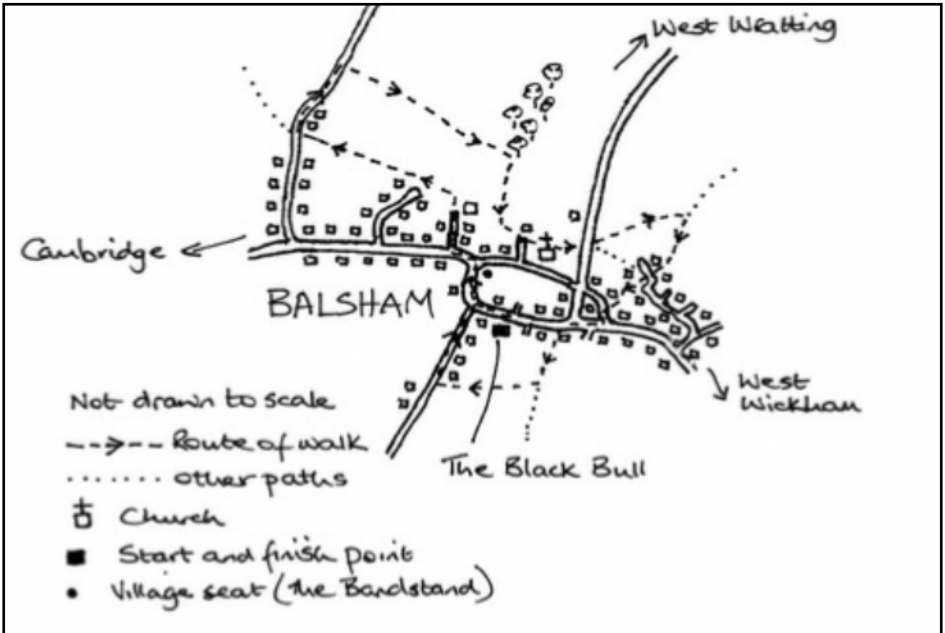 West Wratting
Cambridge
BALSHAM
West
Wickham
The Black Bull
Not drawn to scale
Route of walk
other paths
Church
Start and finish point
Village seat (The Bandstand)